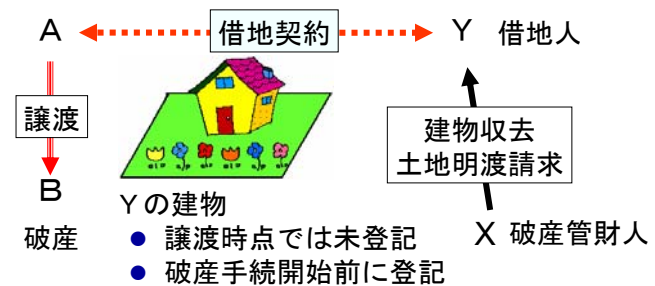 A 借地契約 Y 借地人
譲渡
建物収去
土地明渡請求
B
破産
Yの建物
● 譲渡時点では未登記
● 破産手続開始前に登記
X 破産管財人